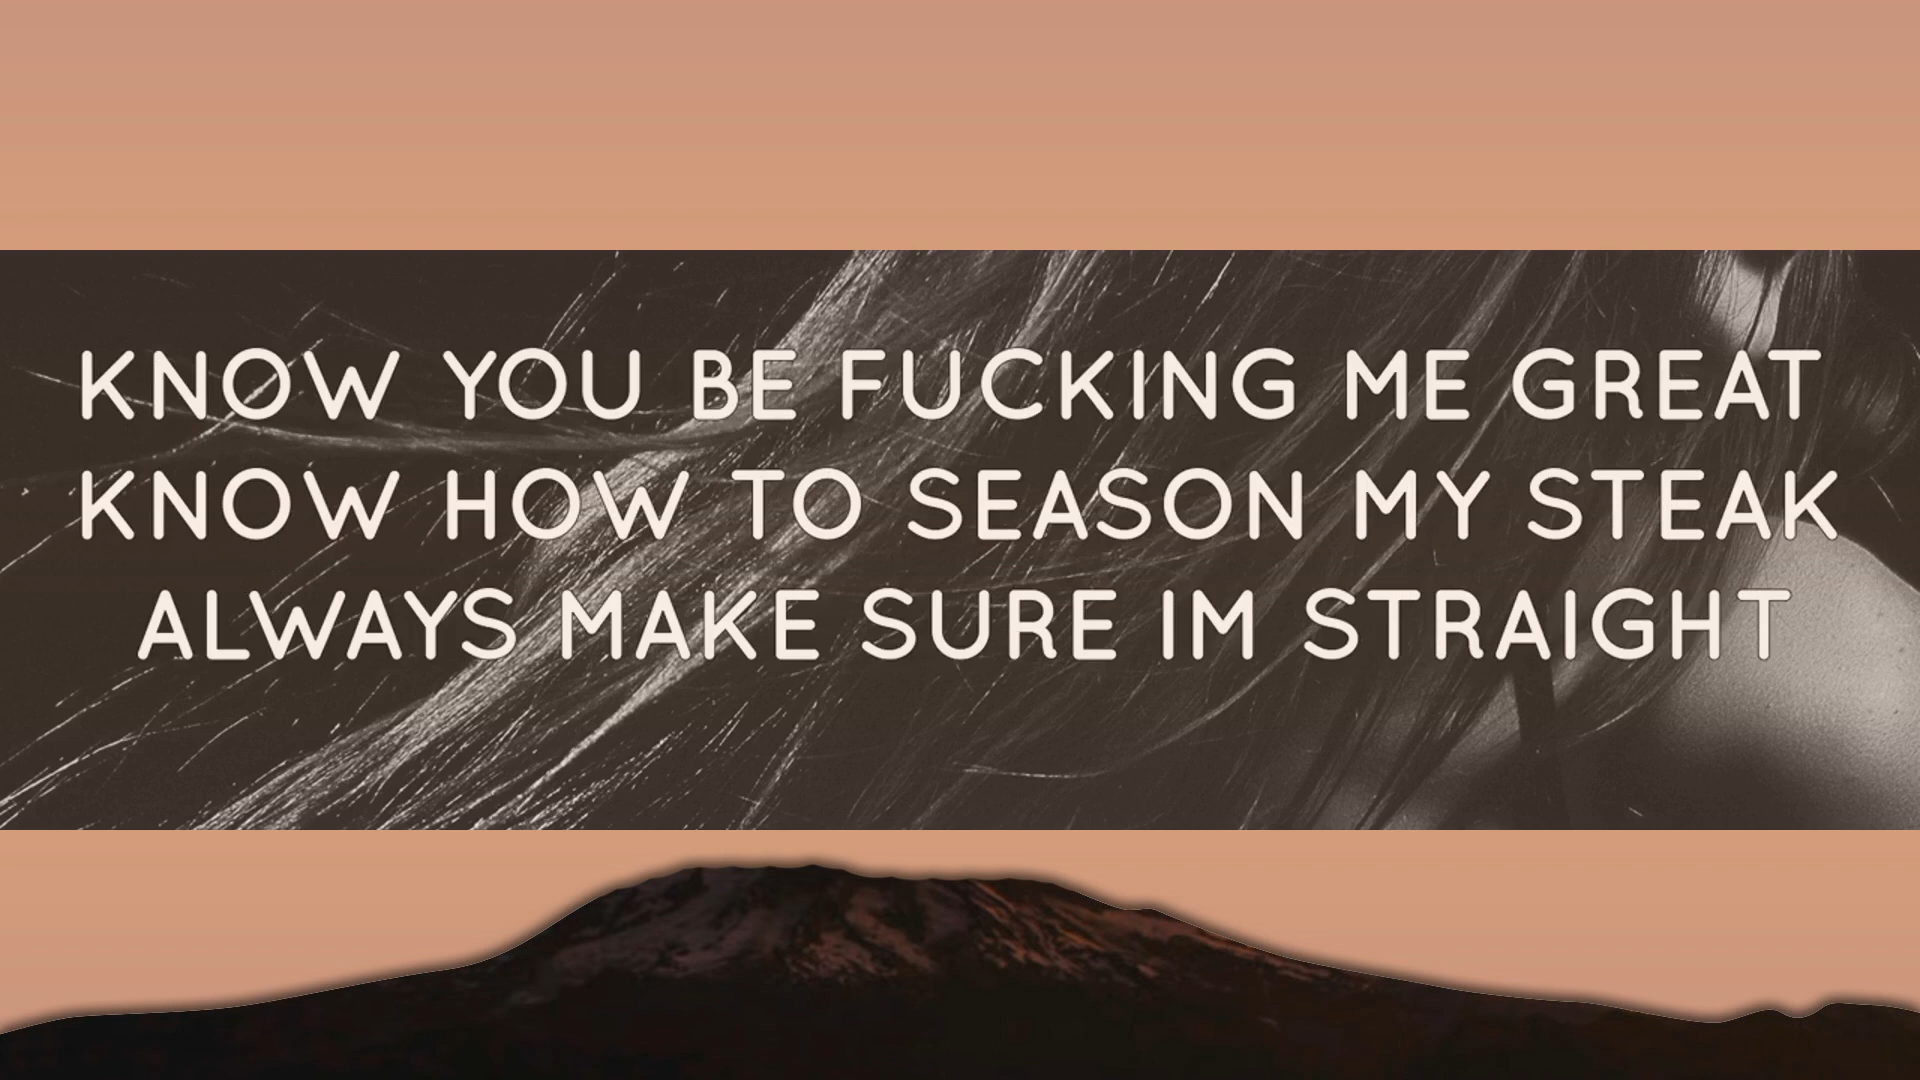 KNOW YOU BE FUCKING ME GREAT
KNOW HOW TO SEASON MY STEAK
ALWAYS MAKE SURE IM STRAIGHT